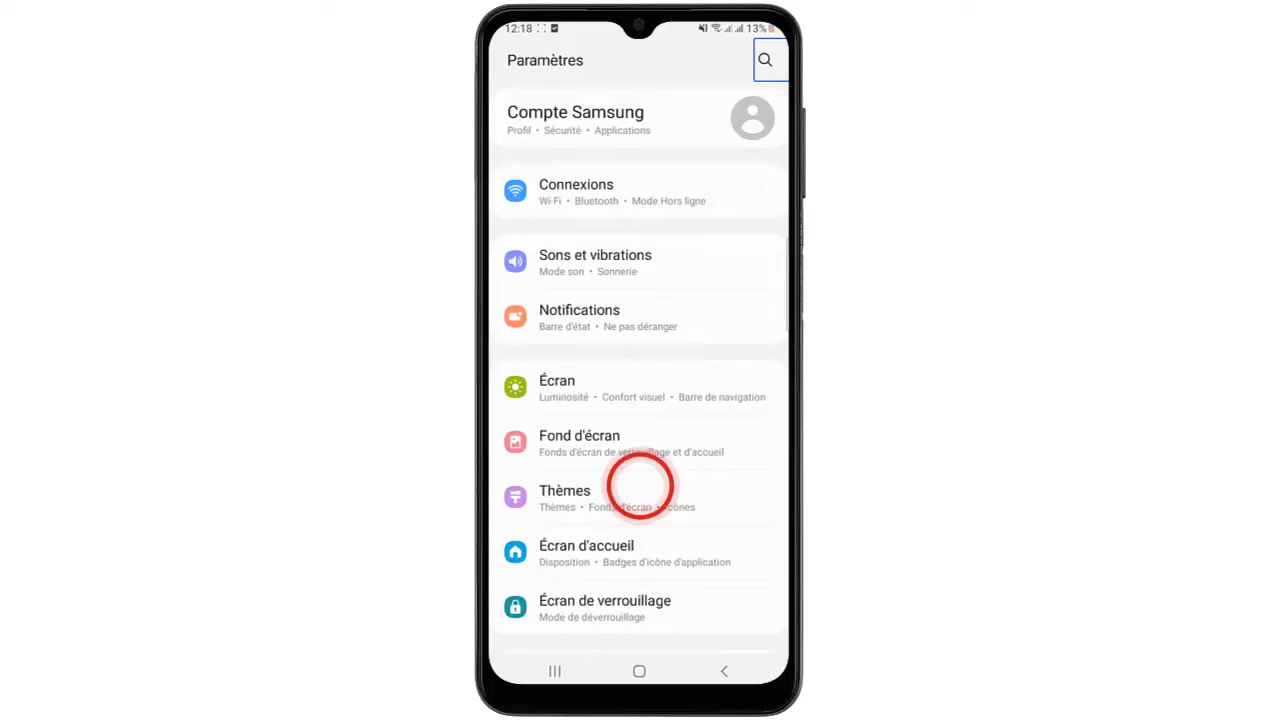 12:18 13%
Paramètres
Compte Samsung
Profil • Sécurité • Applications
Connexions
Wi-Fi • Bluetooth • Mode Hors ligne
Sons et vibrations
Mode son • Sonnerie
Notifications
Barre d'état • Ne pas déranger
Écran
Luminosité • Confort visuel • Barre de navigation
Fond d'écran
Fonds d'écran de verrouillage et d'accueil
Thèmes
Thèmes • Fonds d'écran • Icônes
Écran d'accueil
Disposition • Badges d'icône d'application
Écran de verrouillage
Mode de déverrouillage